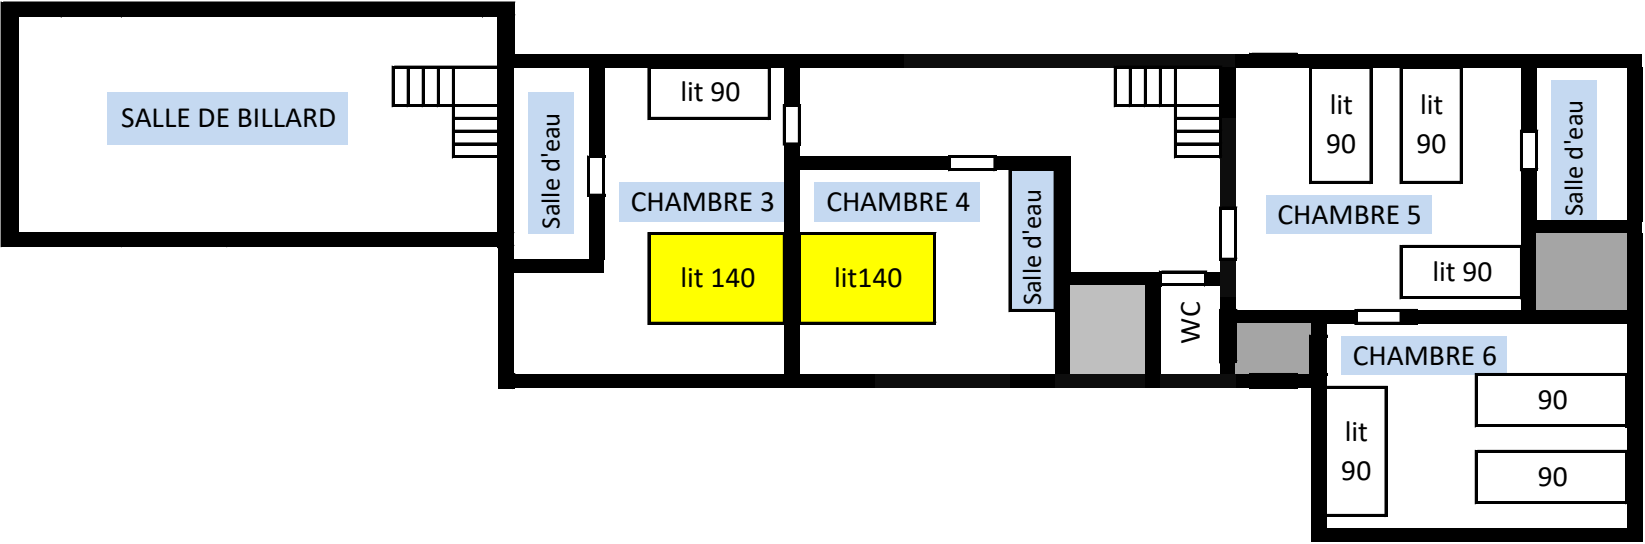 SALLE DE BILLARD
Salle d'eau
lit 90
CHAMBRE 3
lit 140
CHAMBRE 4
lit140
Salle d'eau
WC
lit
90
lit
90
CHAMBRE 5
lit 90
Salle d'eau
CHAMBRE 6
lit
90
90
90